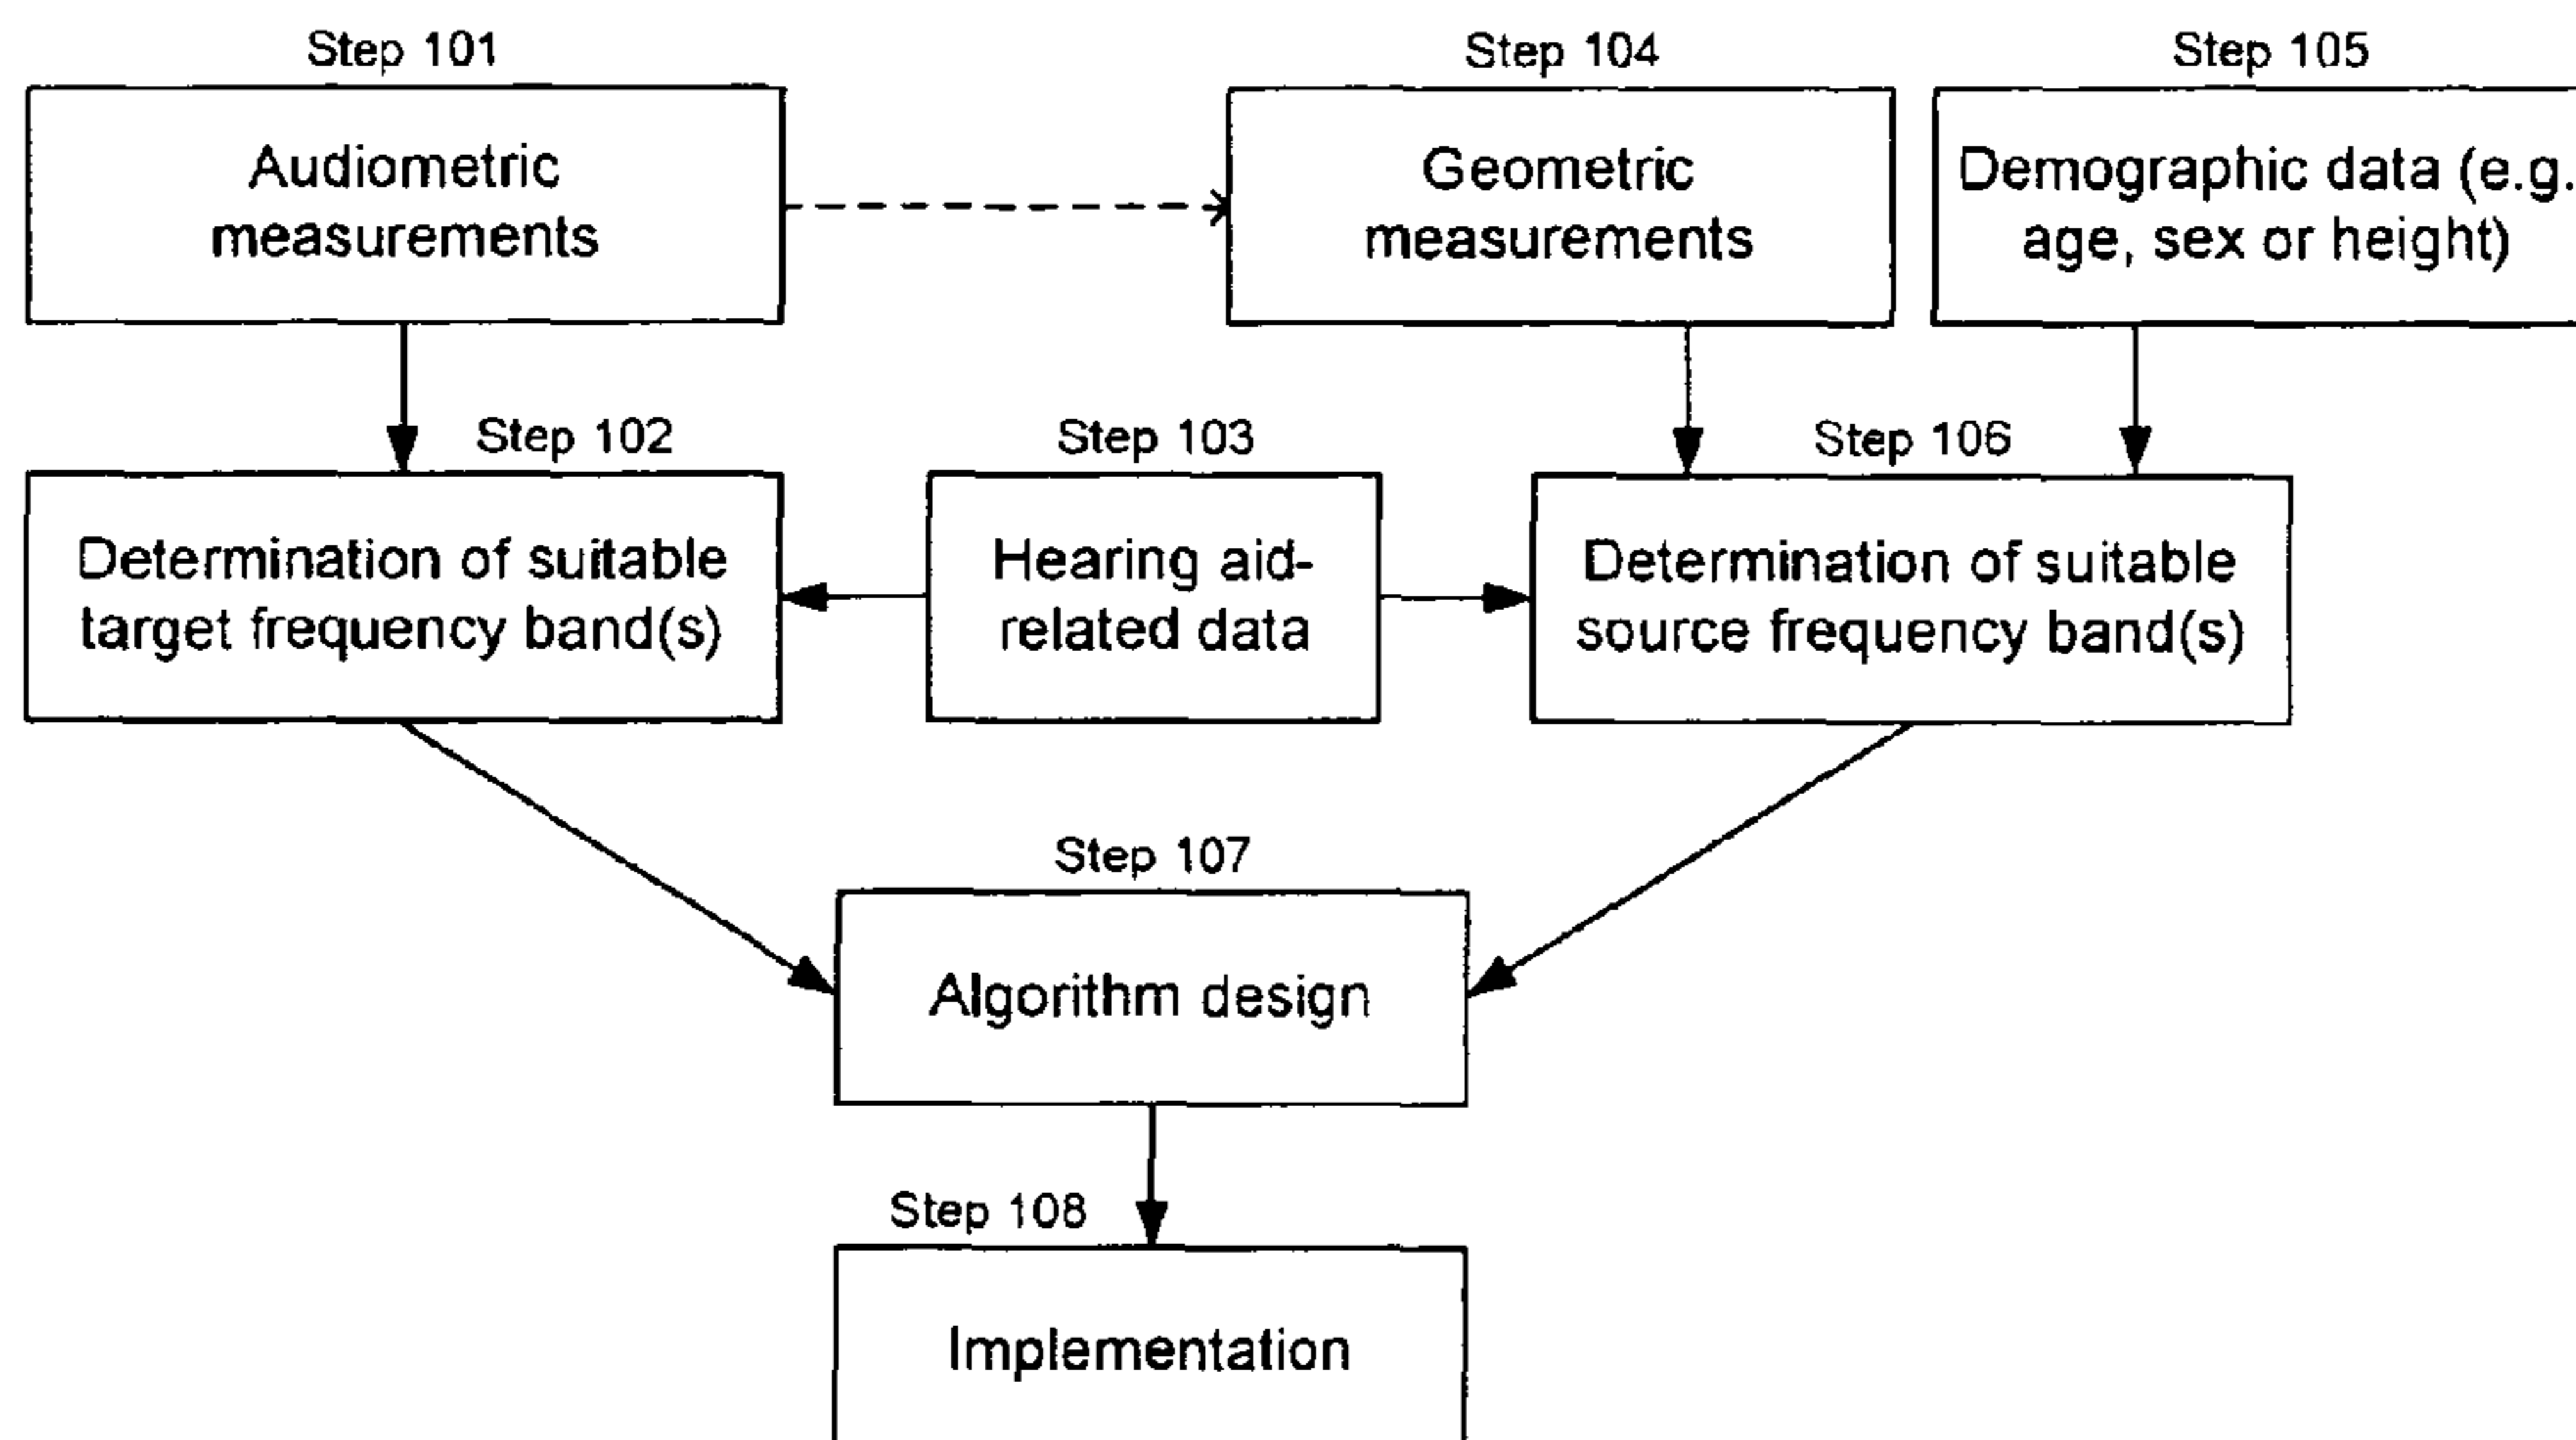 Step 101
Audiometric
measurements
Step 104
Geometric
measurements
Step 105
Demographic data (e.g.
age, sex or height)
Step 102
Determination of suitable
target frequency band(s)
Step 103
Hearing aid-
related data
Step 106
Determination of suitable
source frequency band(s)
Step 107
Algorithm design
Step 108
Implementation